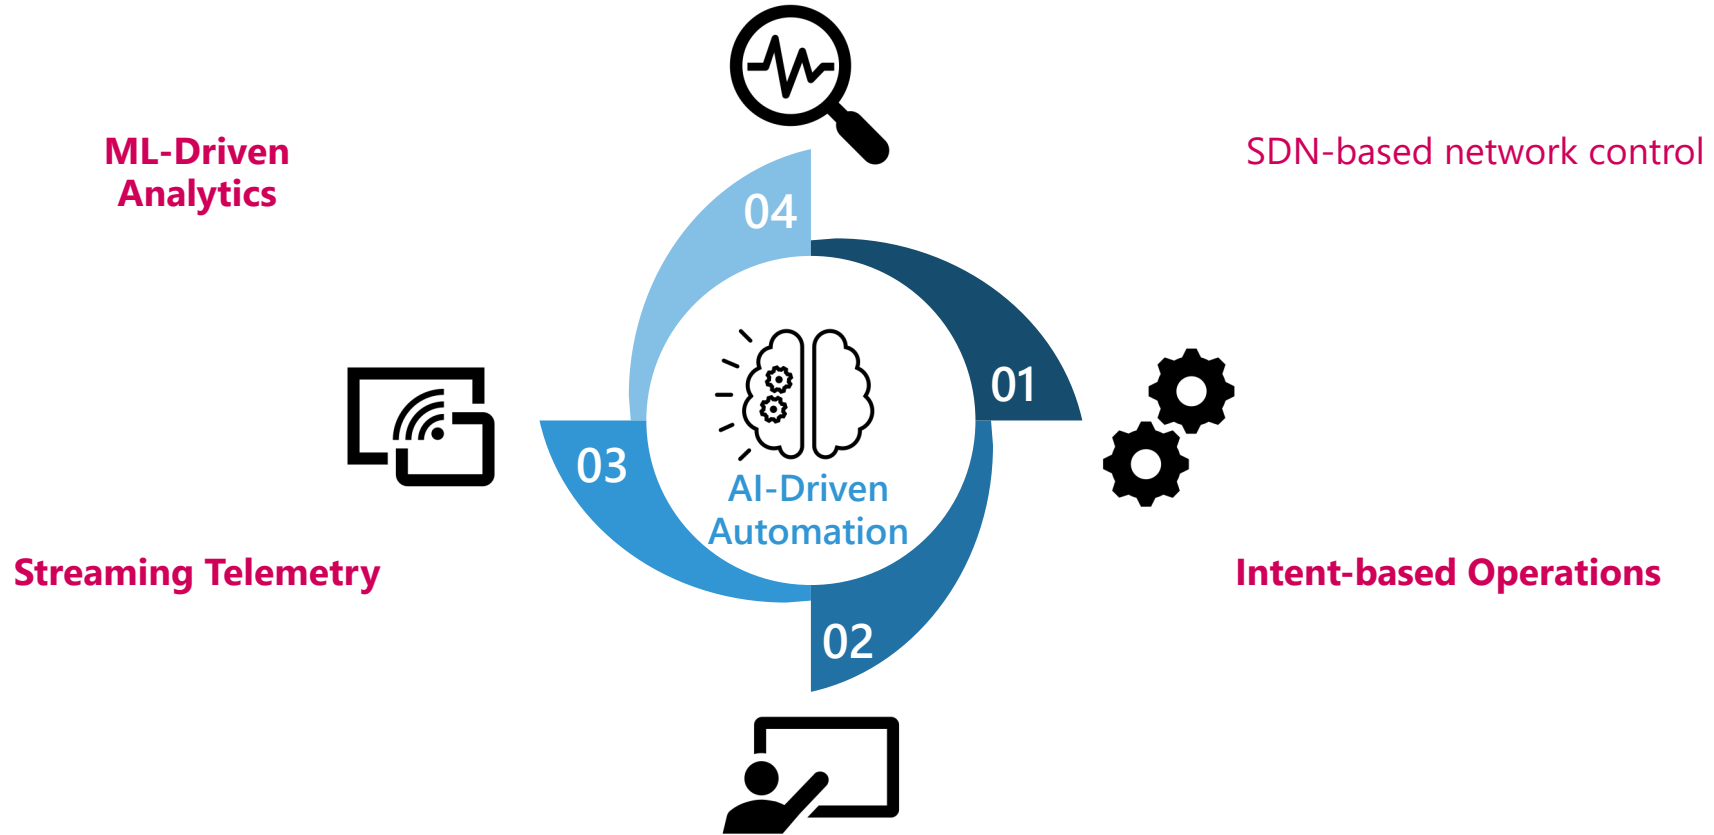 ML-Driven
Analytics
SDN-based network control
04
01
03
AI-Driven
Automation
Streaming Telemetry
Intent-based Operations
02